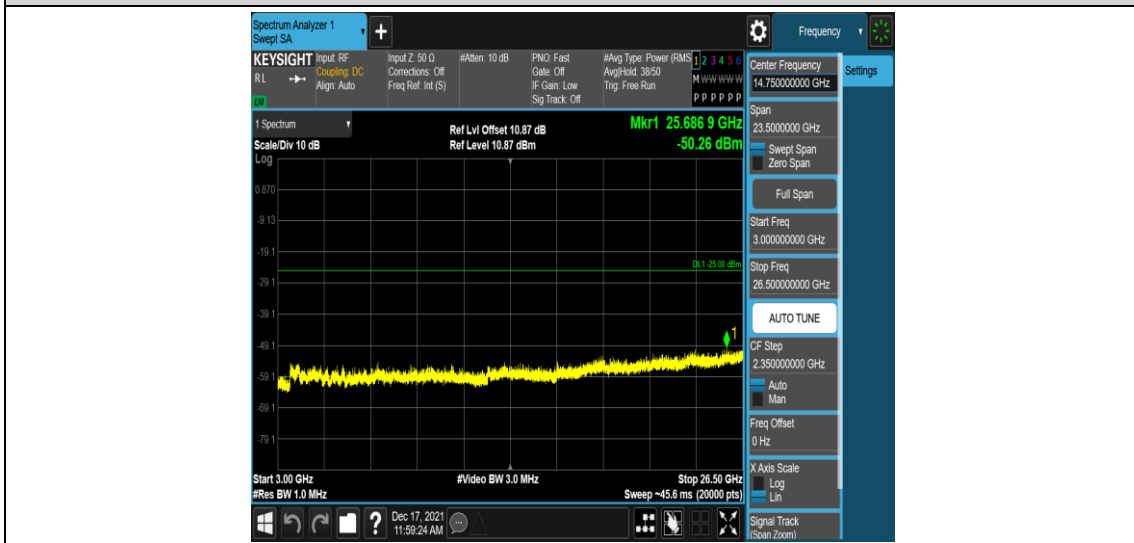 Spectrum Analyzer 1
Swept SA
+
Frequency
KEYSIGHT
RL
LXI
Input: RF
Coupling: DC
Align: Auto
Input Z: 50 Ω
Corrections: Off
Freq Ref: Int (S)
#Atten: 10 dB
PNO: Fast
Gate: Off
IF Gain: Low
Sig Track: Off
#Avg Type: Power (RMS
Avg|Hold: 38/50
Trig: Free Run
1 2 3 4 5 6
M W W W W W
P P P P P P
1 Spectrum
Scale/Div 10 dB
Ref Lvl Offset 10.87 dB
Ref Level 10.87 dBm
Mkr1 25.686 9 GHz
-50.26 dBm
Log
0.870
-9.13
-19.1
-29.1
-39.1
-49.1
-59.1
-69.1
-79.1
DL1 -25.00 dBm
1
Start 3.00 GHz
#Res BW 1.0 MHz
#Video BW 3.0 MHz
Stop 26.50 GHz
Sweep ~45.6 ms (20000 pts)
Center Frequency
14.750000000 GHz
Settings
Span
23.5000000 GHz
Swept Span
Zero Span
Full Span
Start Freq
3.000000000 GHz
Stop Freq
26.500000000 GHz
AUTO TUNE
CF Step
2.350000000 GHz
Auto
Man
Freq Offset
0 Hz
X Axis Scale
Log
Lin
Signal Track
(Span Zoom)
?
Dec 17, 2021
11:59:24 AM